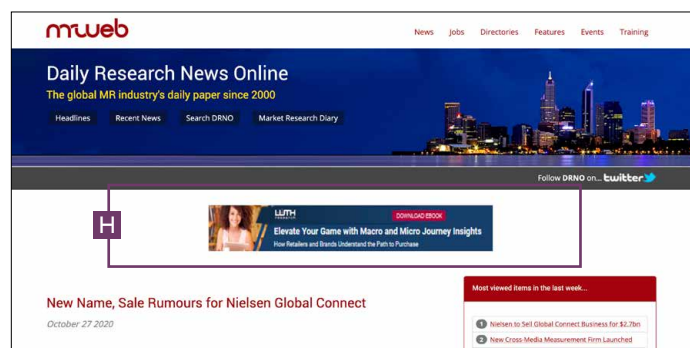 mrweb
News Jobs Directories Features Events Training
Daily Research News Online
The global MR industry's daily paper since 2000
Headlines Recent News Search DRNO Market Research Diary
Follow DRNO on... twitter
H
LUTH
RESEARCH
DOWNLOAD EBOOK
Elevate Your Game with Macro and Micro Journey Insights
How Retailers and Brands Understand the Path to Purchase
Most viewed items in the last week...
New Name, Sale Rumours for Nielsen Global Connect
October 27 2020
1 Nielsen to Sell Global Connect Business for $2.7bn
2 New Cross-Media Measurement Firm Launched